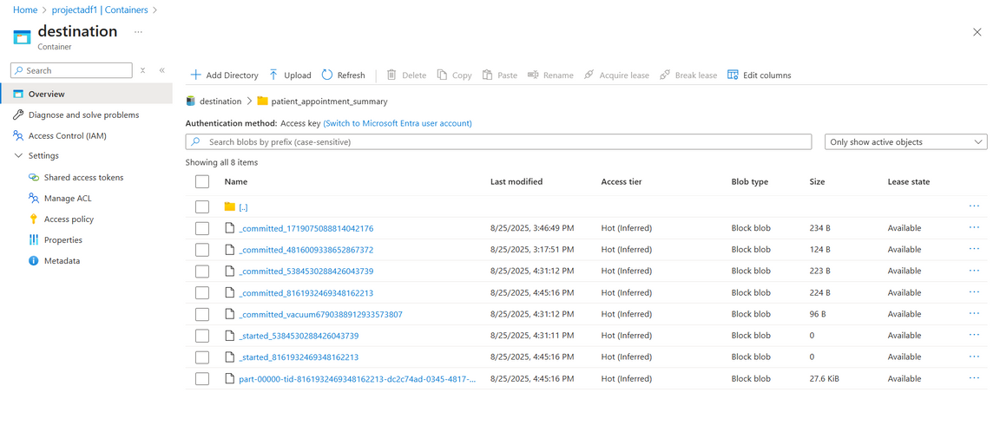 Home > projectadf1 | Containers >
destination ...
Container
Search
Overview
Diagnose and solve problems
Access Control (IAM)
Settings
Shared access tokens
Manage ACL
Access policy
Properties
Metadata
Add Directory Upload Refresh Delete Copy Paste Rename Acquire lease Break lease Edit columns
destination > patient_appointment_summary
Authentication method: Access key (Switch to Microsoft Entra user account)
Search blobs by prefix (case-sensitive) Only show active objects
Showing all 8 items
Name Last modified Access tier Blob type Size Lease state
[..] ...
_committed_1719075088814042176 8/25/2025, 3:46:49 PM Hot (Inferred) Block blob 234 B Available ...
_committed_4816009338652867372 8/25/2025, 3:17:51 PM Hot (Inferred) Block blob 124 B Available ...
_committed_5384530288426043739 8/25/2025, 4:31:12 PM Hot (Inferred) Block blob 223 B Available ...
_committed_8161932469348162213 8/25/2025, 4:45:16 PM Hot (Inferred) Block blob 224 B Available ...
_committed_vacuum6790388912933573807 8/25/2025, 4:31:12 PM Hot (Inferred) Block blob 96 B Available ...
_started_5384530288426043739 8/25/2025, 4:31:11 PM Hot (Inferred) Block blob 0 Available ...
_started_8161932469348162213 8/25/2025, 4:45:16 PM Hot (Inferred) Block blob 0 Available ...
part-00000-tid-8161932469348162213-dc2c74ad-0345-4817-... 8/25/2025, 4:45:16 PM Hot (Inferred) Block blob 27.6 KiB Available ...